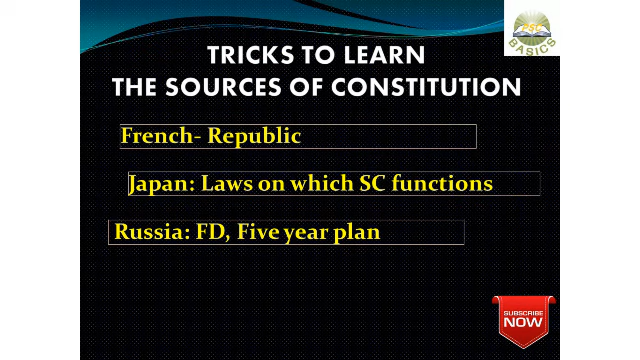 PSC
BASICS
TRICKS TO LEARN
THE SOURCES OF CONSTITUTION
French- Republic
Japan: Laws on which SC functions
Russia: FD, Five year plan
SUBSCRIBE
NOW